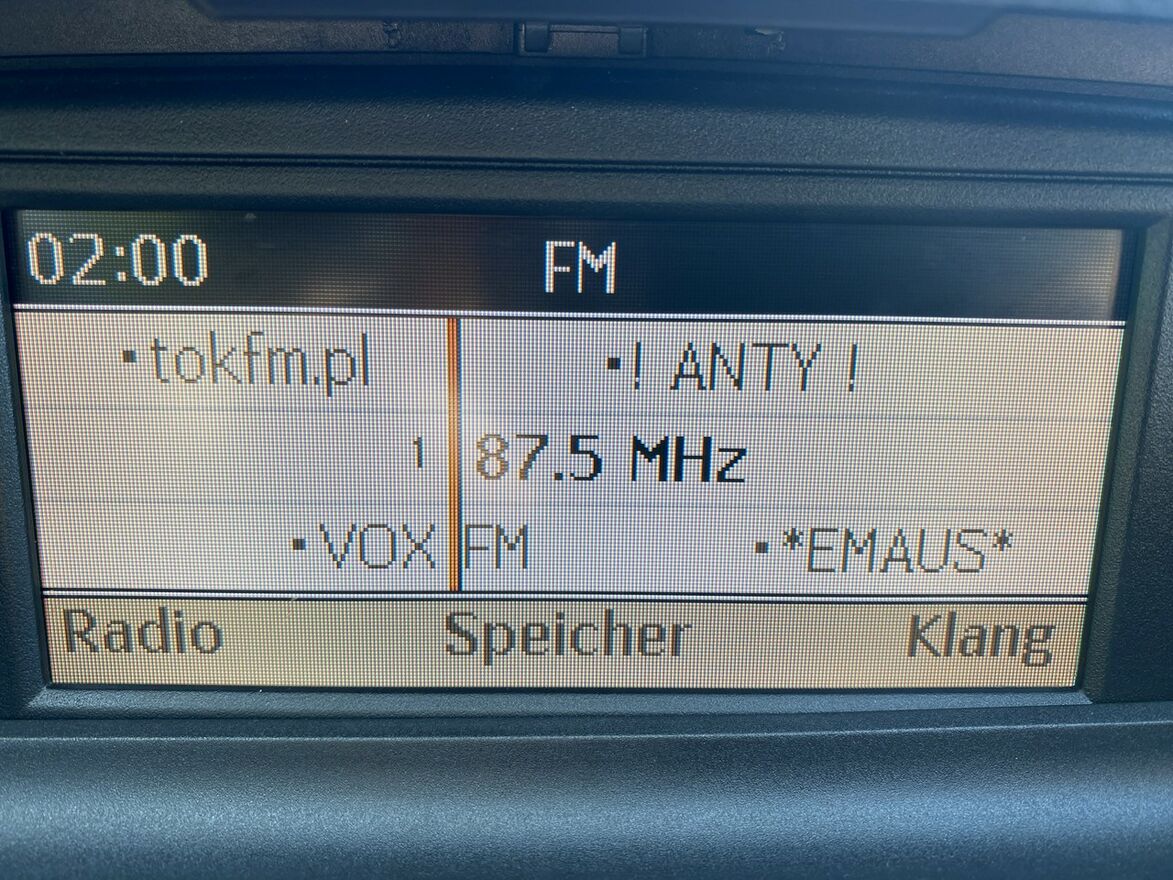 02:00 FM
▪tokfm.pl ▪! ANTY !
1 87.5 MHz
▪VOX FM ▪*EMAUS*
Radio Speicher Klang